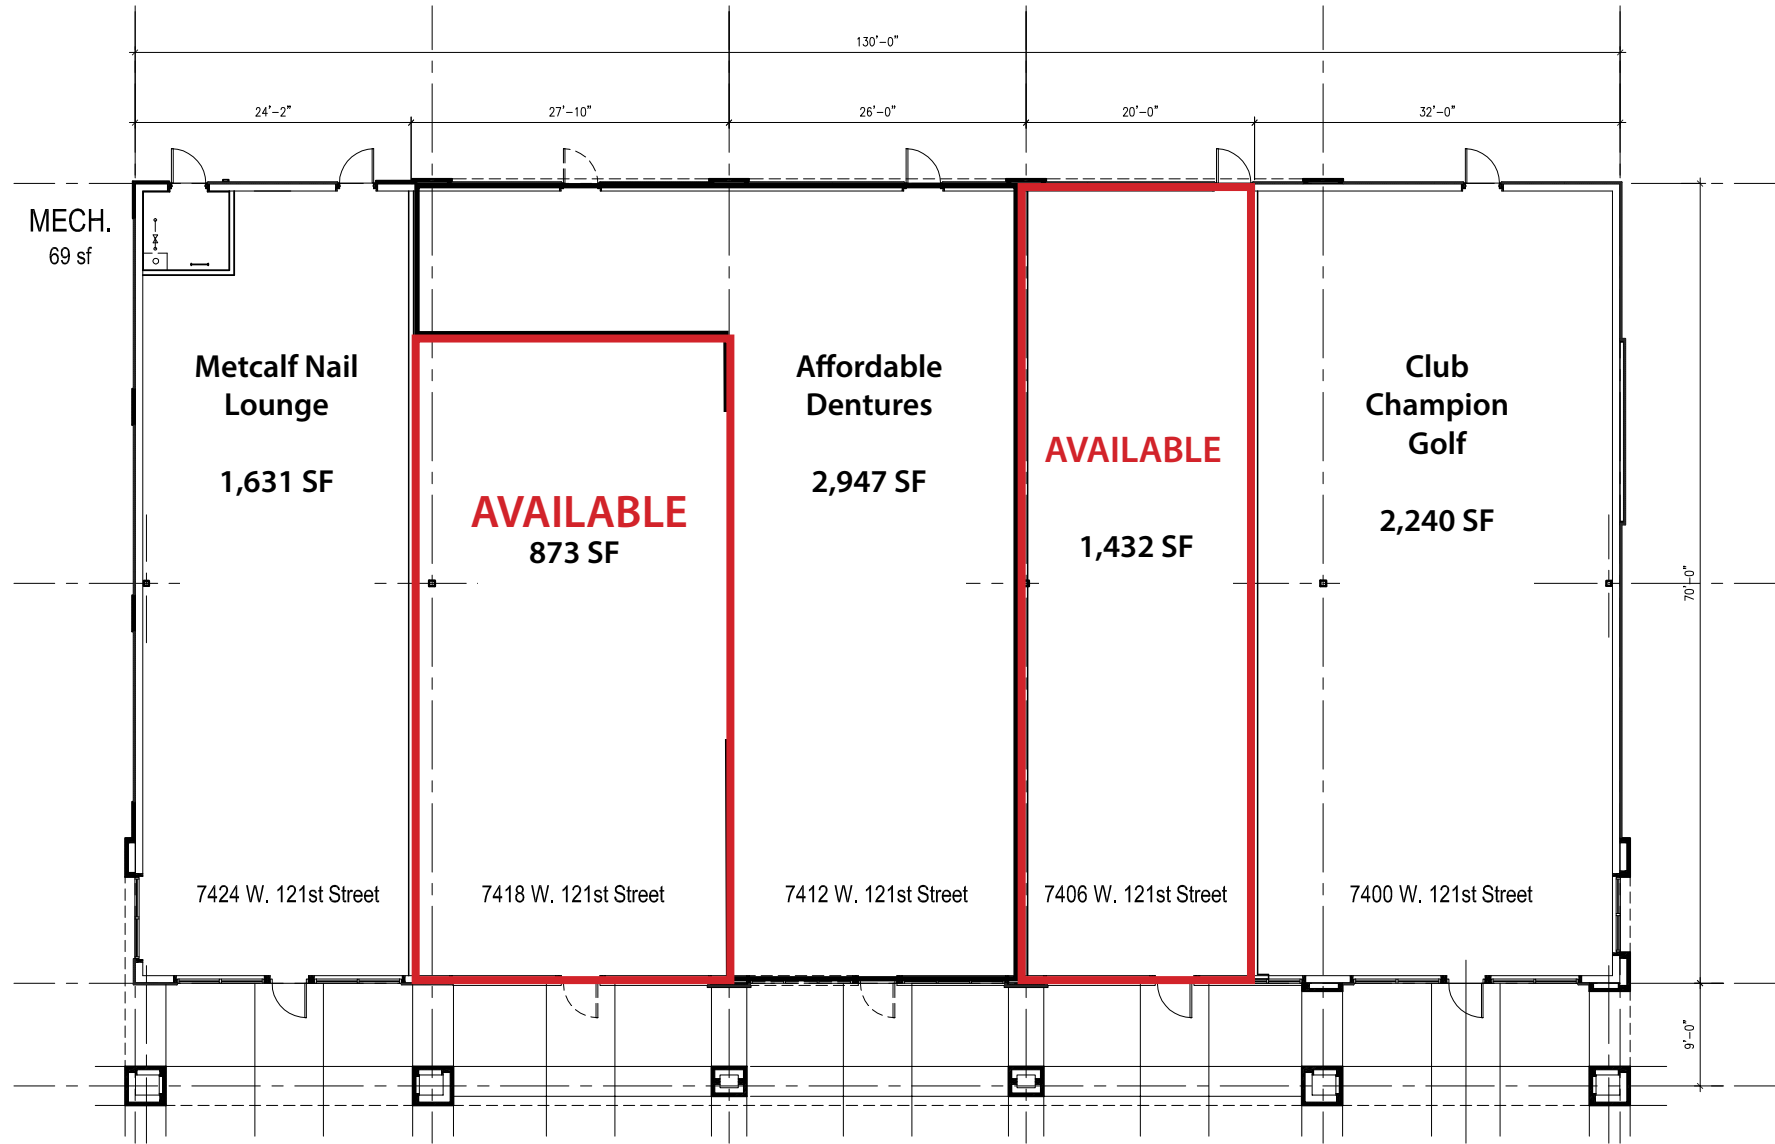 130'-0"
24'-2"
27'-10"
26'-0"
20'-0"
32'-0"
MECH.
69 sf
Metcalf Nail
Lounge
1,631 SF
AVAILABLE
873 SF
Affordable
Dentures
2,947 SF
AVAILABLE
1,432 SF
Club
Champion
Golf
2,240 SF
70'-0"
7424 W. 121st Street
7418 W. 121st Street
7412 W. 121st Street
7406 W. 121st Street
7400 W. 121st Street
9'-0"